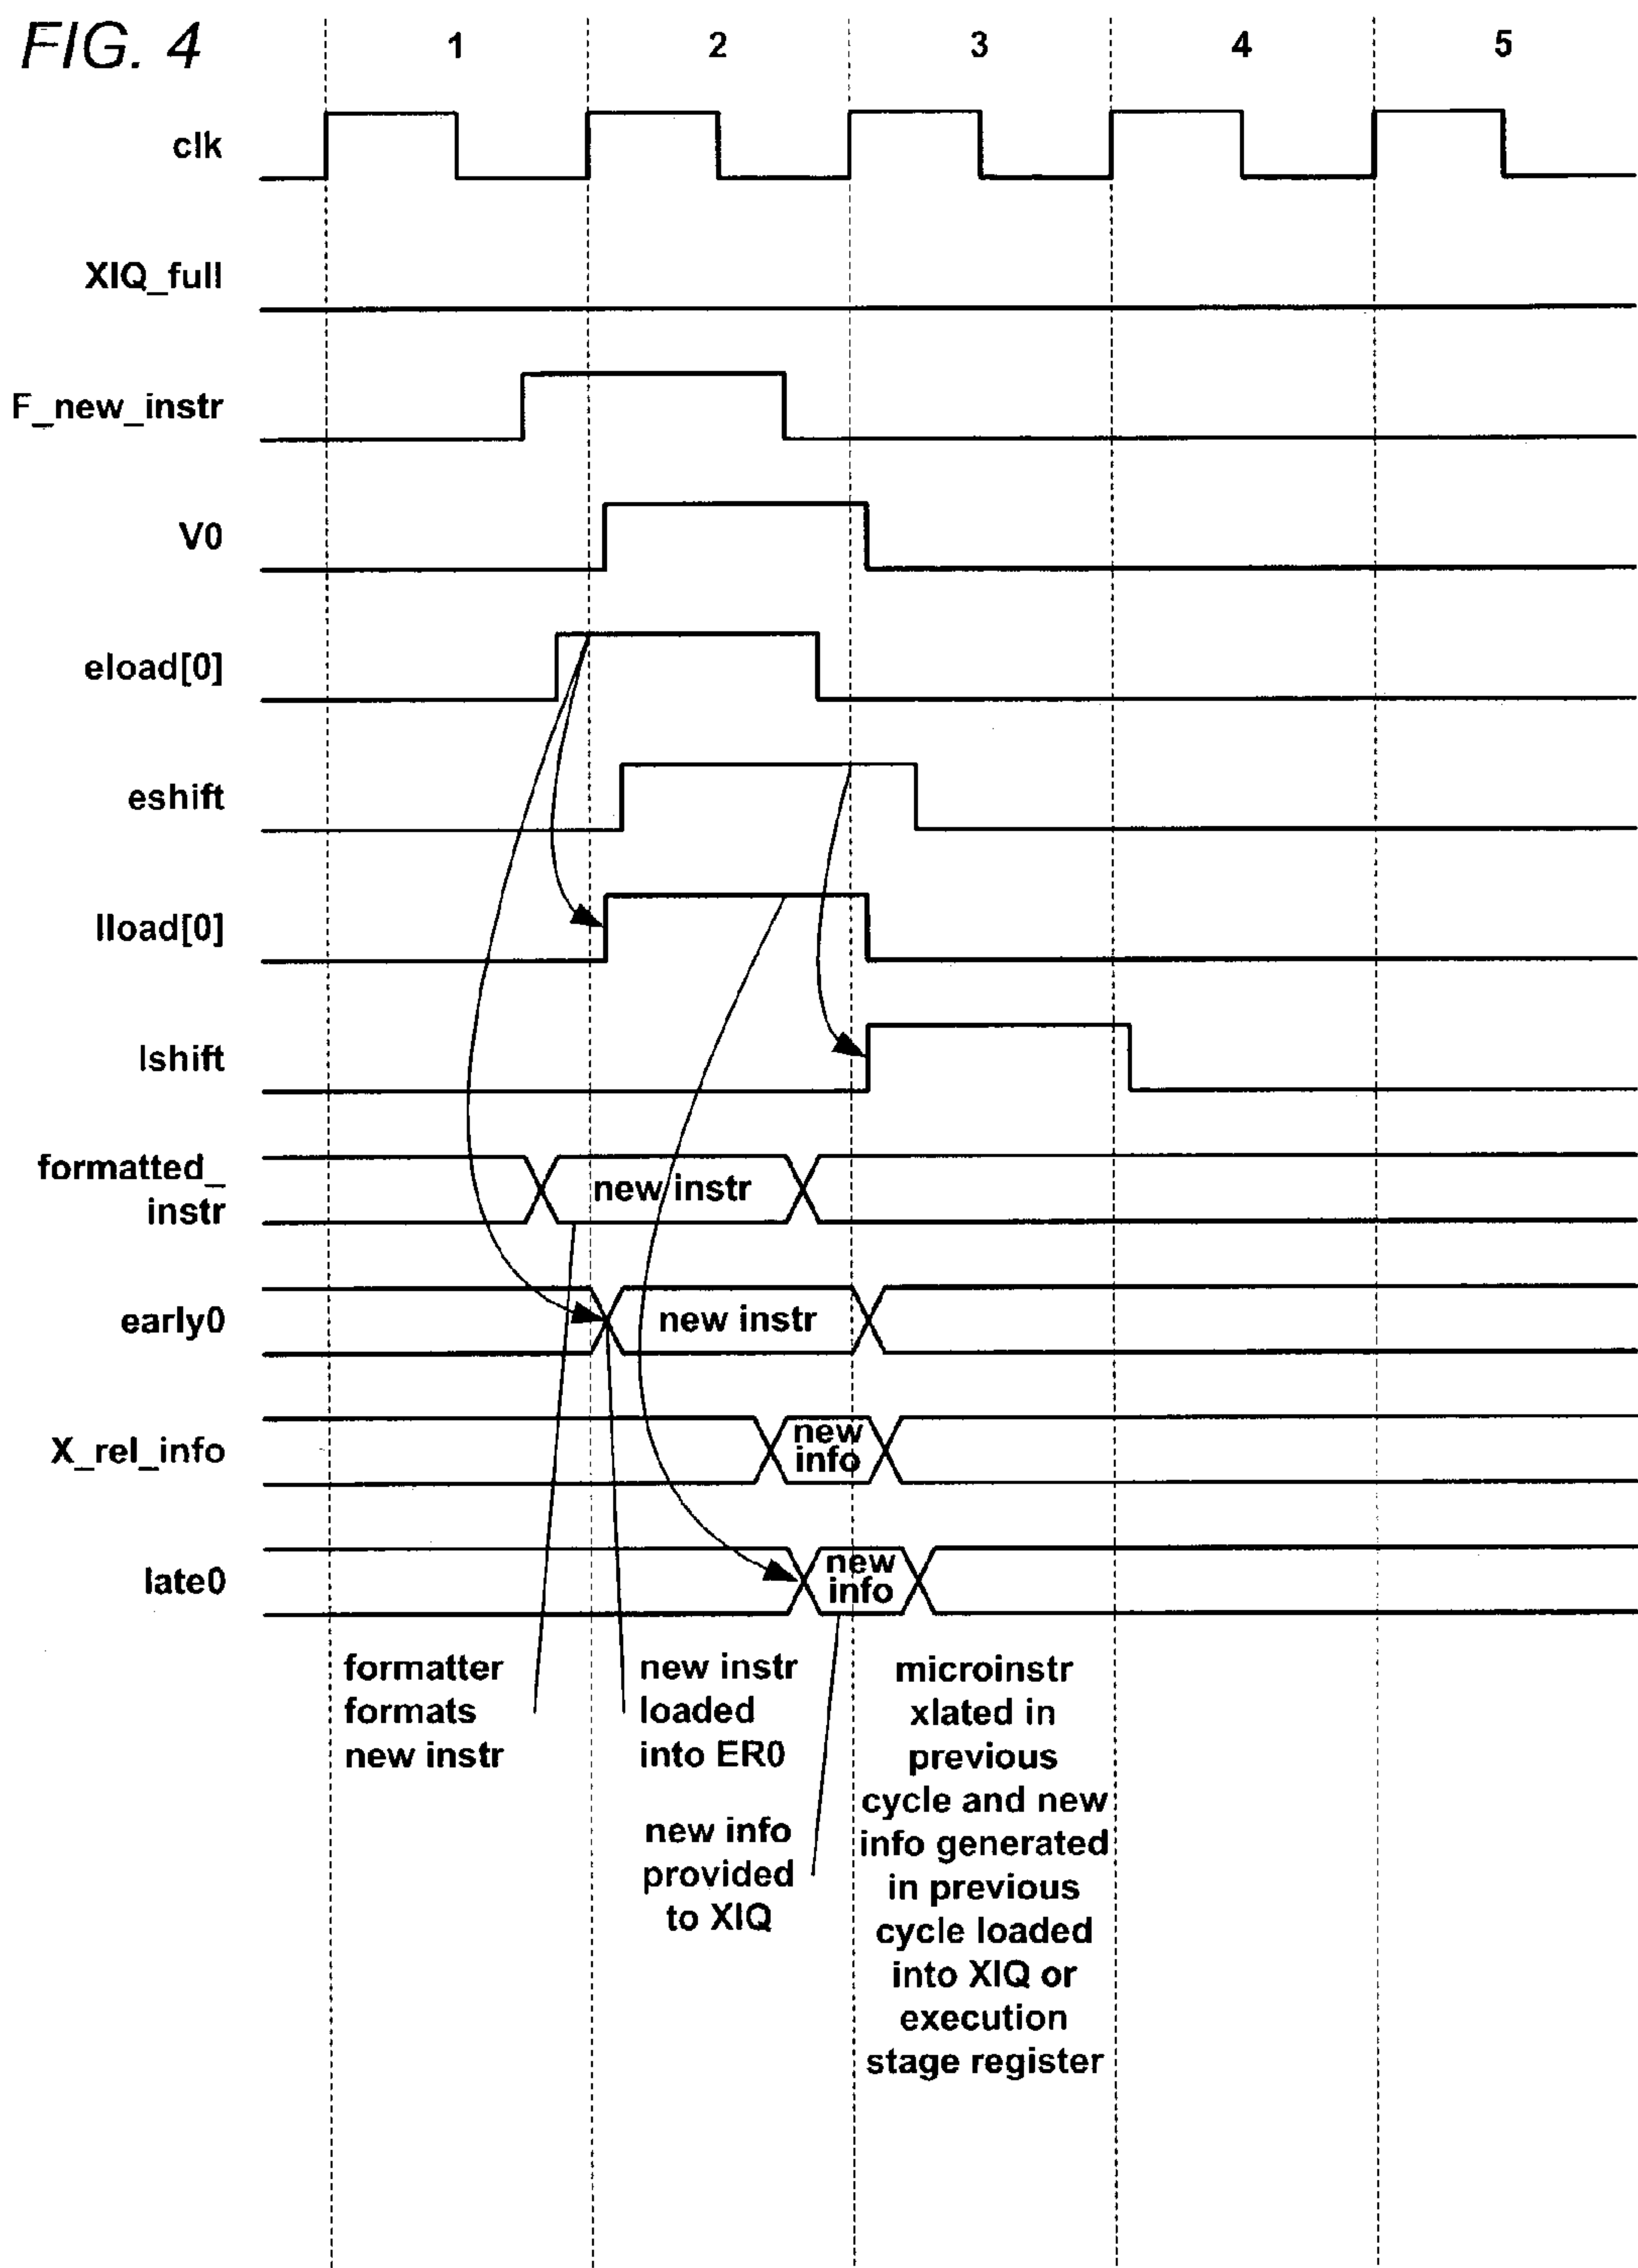 FIG. 4
1 2 3 4 5
clk
XIQ_full
F_new_instr
V0
eload[0]
eshift
lload[0]
lshift
formatted_
instr
new instr
early0
new instr
X_rel_info
new
info
late0
new
info
formatter
formats
new instr
new instr
loaded
into ER0
new info
provided
to XIQ
microinstr
xlated in
previous
cycle and new
info generated
in previous
cycle loaded
into XIQ or
execution
stage register